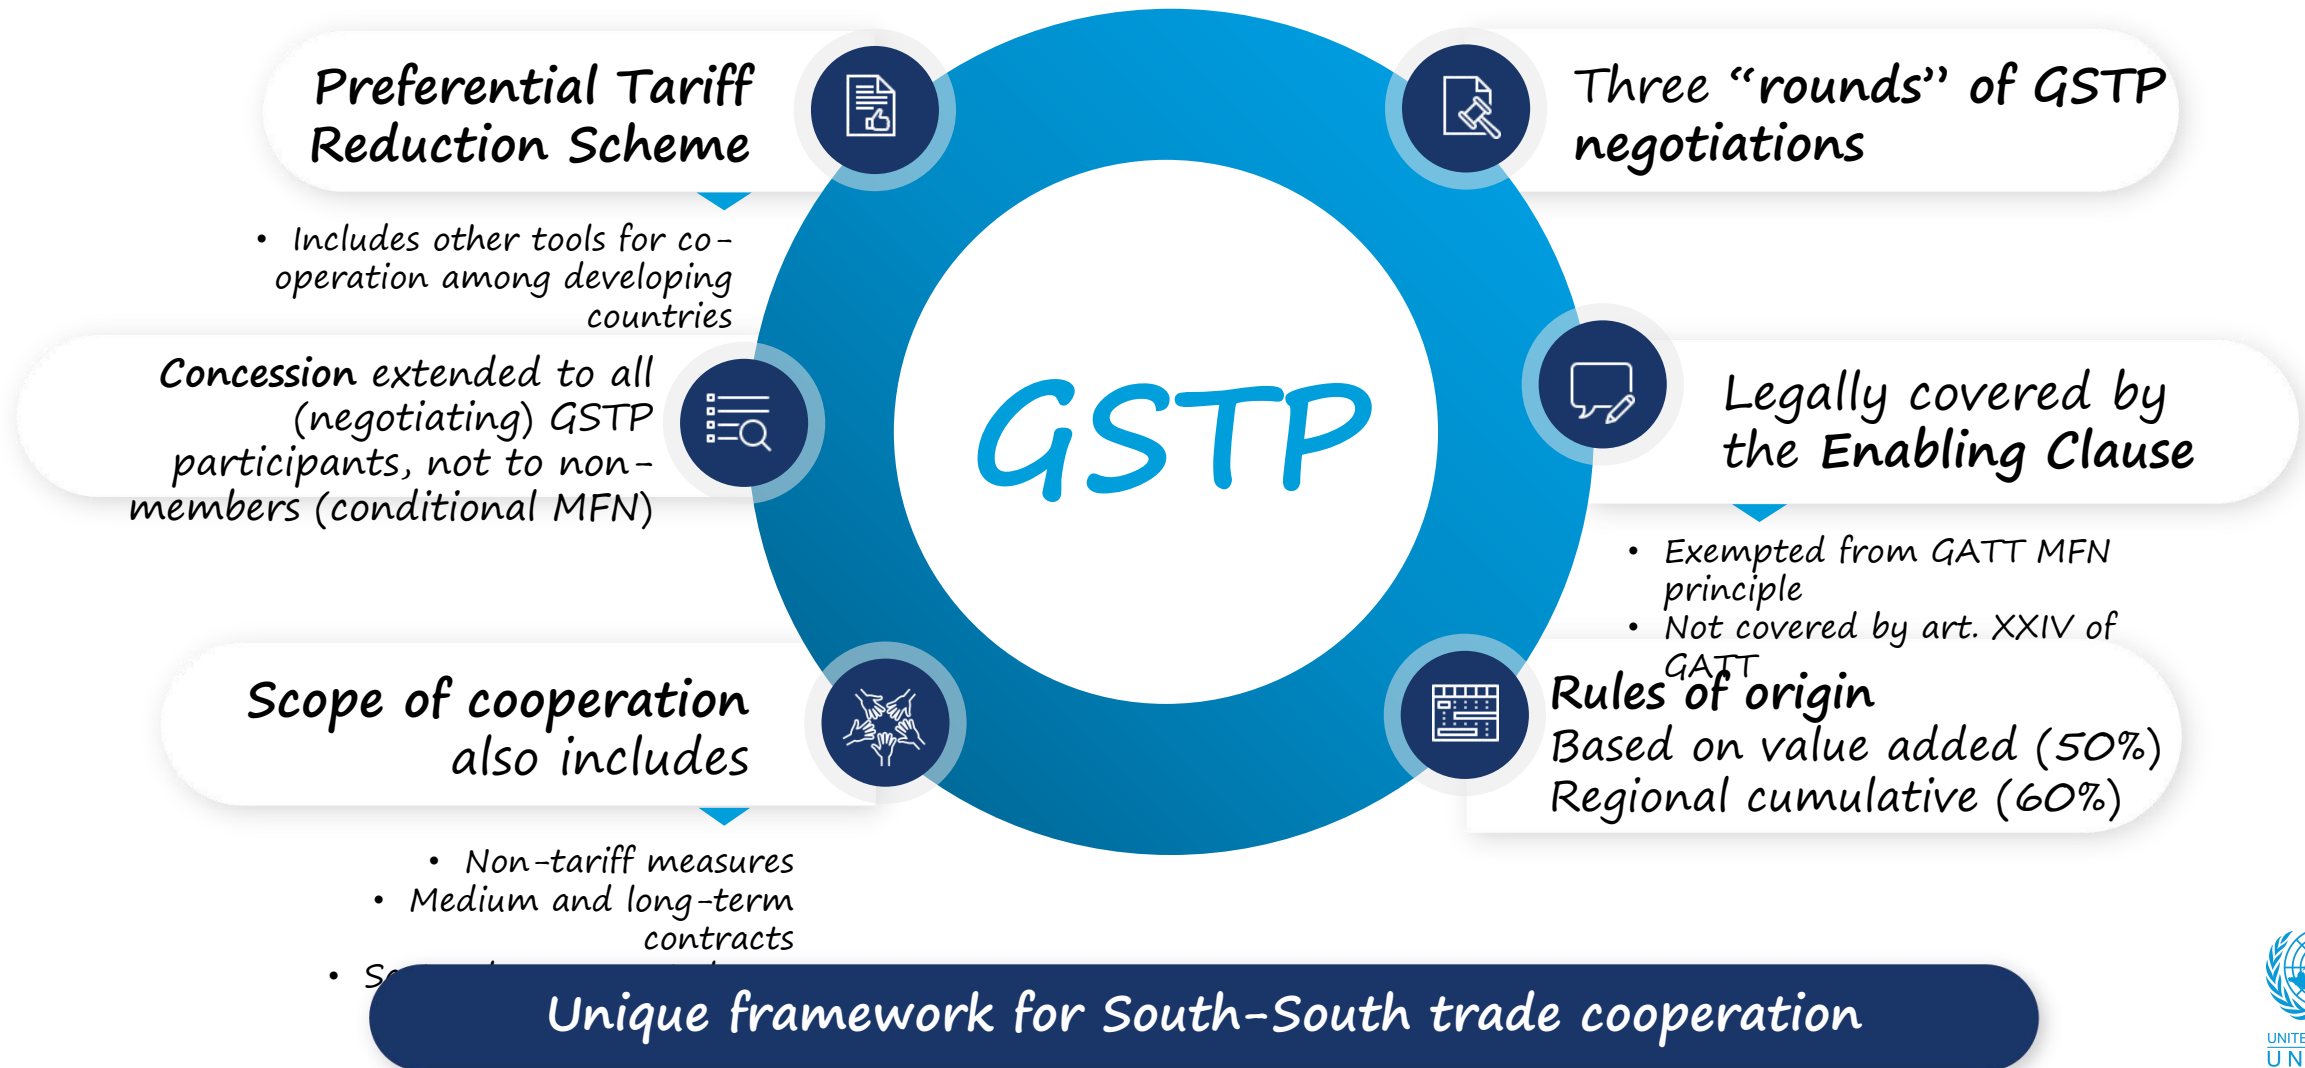 Preferential Tariff
Reduction Scheme
• Includes other tools for co-
operation among developing
countries
Concession extended to all
(negotiating) GSTP
participants, not to non-
members (conditional MFN)
Scope of cooperation
also includes
• Non-tariff measures
• Medium and long-term
contracts
•
GSTP
Three “rounds” of GSTP
negotiations
Legally covered by
the Enabling Clause
• Exempted from GATT MFN
principle
• Not covered by art. XXIV of
GATT
Rules of origin
Based on value added (50%)
Regional cumulative (60%)
Unique framework for South-South trade cooperation